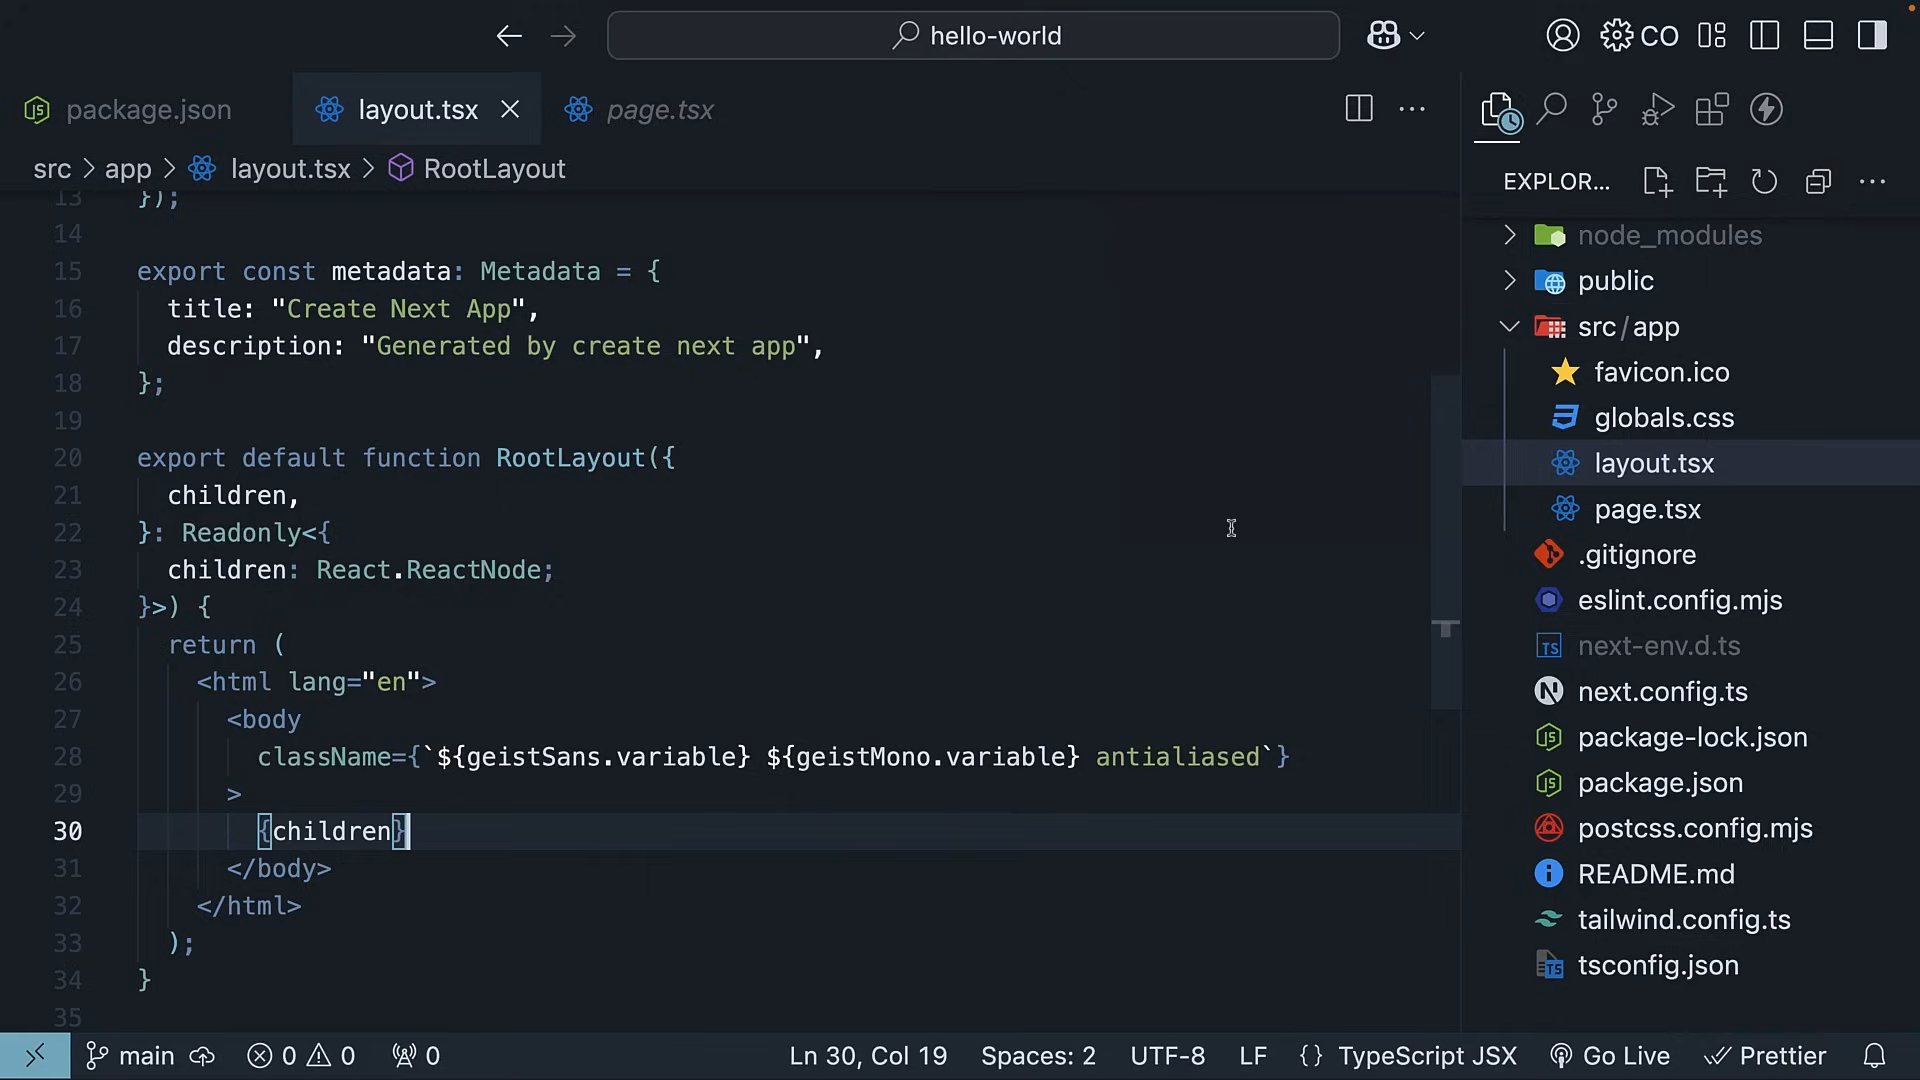 hello-world
CO
package.json
layout.tsx
page.tsx
src > app > layout.tsx > RootLayout
13 });
14
15 export const metadata: Metadata = {
16 title: "Create Next App",
17 description: "Generated by create next app",
18 };
19
20 export default function RootLayout({
21 children,
22 }: Readonly<{
23 children: React.ReactNode;
24 }>) {
25 return (
26 <html lang="en">
27 <body
28 className={`${geistSans.variable} ${geistMono.variable} antialiased`}
29 >
30 {children}
31 </body>
32 </html>
33 );
34 }
35
EXPLOR...
node_modules
public
src/app
favicon.ico
globals.css
layout.tsx
page.tsx
.gitignore
eslint.config.mjs
next-env.d.ts
next.config.ts
package-lock.json
package.json
postcss.config.mjs
README.md
tailwind.config.ts
tsconfig.json
main 0 0 0 Ln 30, Col 19 Spaces: 2 UTF-8 LF {} TypeScript JSX Go Live Prettier